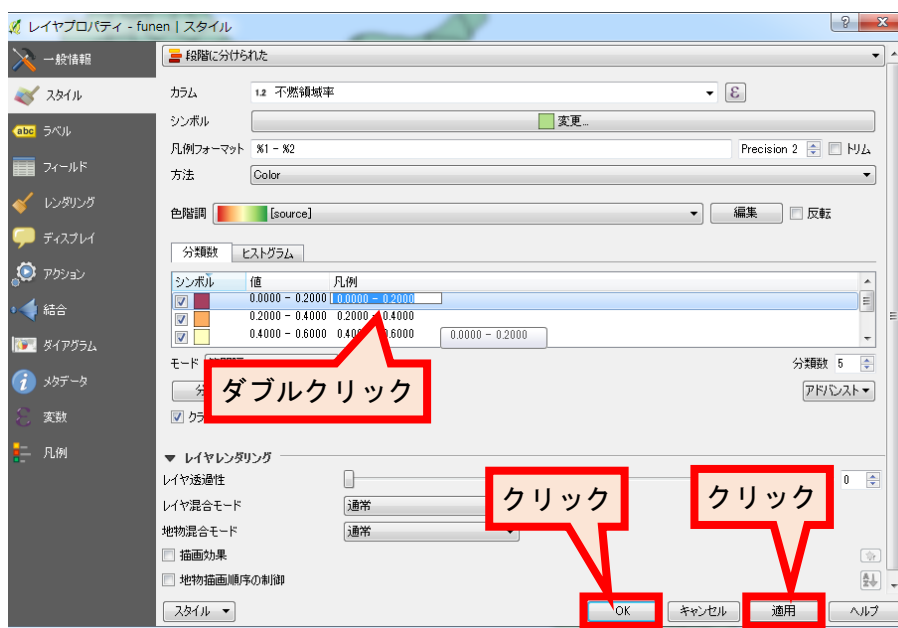 レイヤプロパティ - funen | スタイル
一般情報
スタイル
abc ラベル
フィールド
レンダリング
ディスプレイ
アクション
結合
ダイアグラム
メタデータ
変数
凡例
段階に分けられた
カラム 1.2 不燃領域率 ε
シンボル 変更...
凡例フォーマット %1 - %2 Precision 2 トリム
方法 Color
色階調 [source] 編集 反転
分類数 ヒストグラム
シンボル 値 凡例
0.0000 - 0.2000 0.0000 - 0.2000
0.2000 - 0.4000 0.2000 - 0.4000
0.4000 - 0.6000 0.6000
0.0000 - 0.2000
モード 分類数 5
アドバンスト
ダブルクリック
レイヤレンダリング
レイヤ透過性 0
レイヤ混合モード 通常
地物混合モード 通常
クリック
クリック
描画効果
地物描画順序の制御
スタイル OK キャンセル 適用 ヘルプ